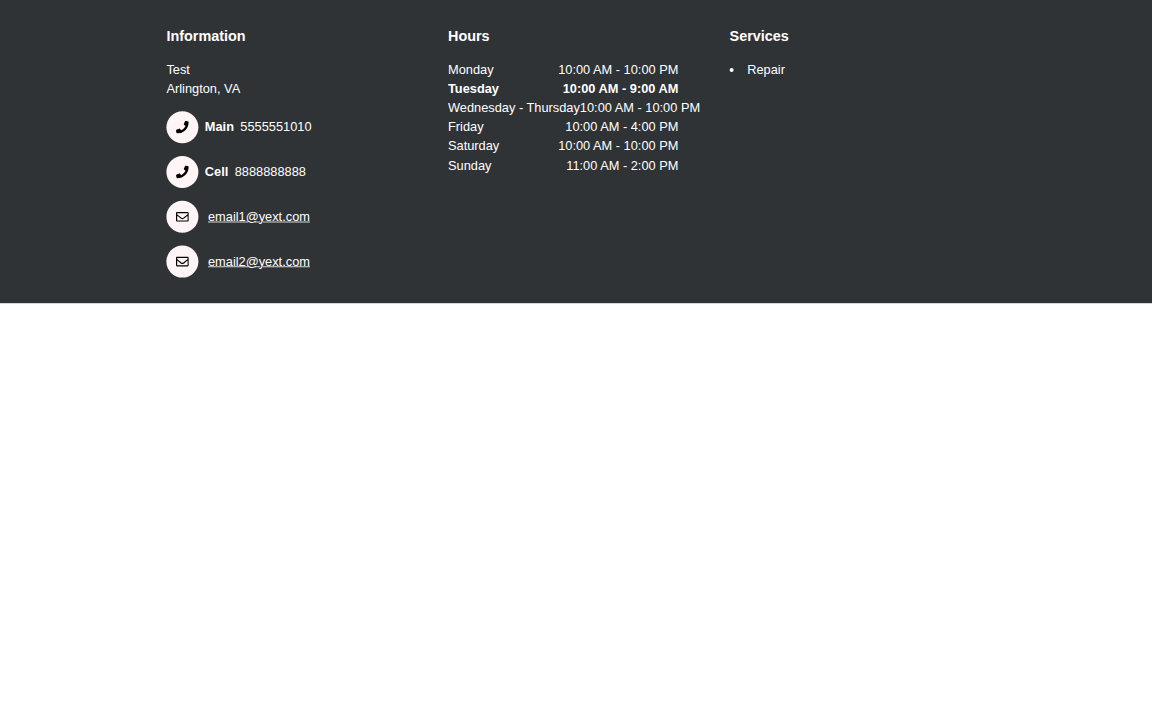 Information
Test
Arlington, VA
Main 5555551010
Cell 8888888888
email1@yext.com
email2@yext.com
Hours
Monday 10:00 AM - 10:00 PM
Tuesday 10:00 AM - 9:00 AM
Wednesday - Thursday10:00 AM - 10:00 PM
Friday 10:00 AM - 4:00 PM
Saturday 10:00 AM - 10:00 PM
Sunday 11:00 AM - 2:00 PM
Services
• Repair